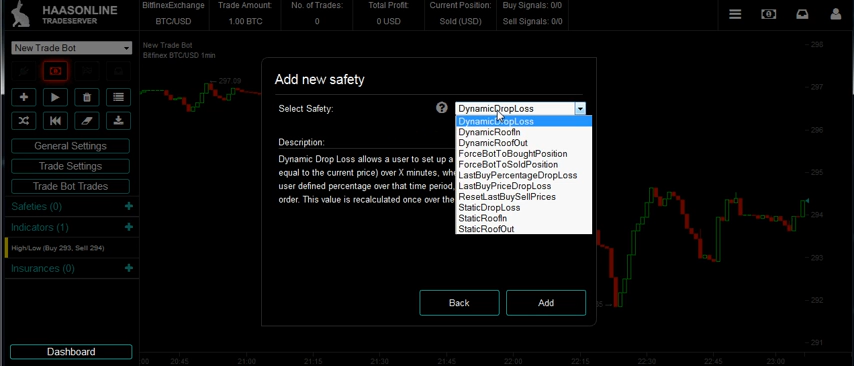 HAASONLINE
TRADESERVER
BitfinexExchange
BTC/USD
Trade Amount:
1.00 BTC
No. of Trades:
0
Total Profit:
0 USD
Current Position:
Sold (USD)
Buy Signals: 0/0
Sell Signals: 0/0
New Trade Bot
General Settings
Trade Settings
Trade Bot Trades
Safeties (0)
Indicators (1)
High/Low (Buy 293, Sell 294)
Insurances (0)
Dashboard
New Trade Bot
Bitfinex BTC/USD 1min
297.09
Add new safety
Select Safety:
DynamicDropLoss
DynamicDropLoss
DynamicRoofIn
DynamicRoofOut
ForceBotToBoughtPosition
ForceBotToSoldPosition
LastBuyPercentageDropLoss
LastBuyPriceDropLoss
ResetLastBuySellPrices
StaticDropLoss
StaticRoofIn
StaticRoofOut
Description:
Dynamic Drop Loss allows a user to set up a
equal to the current price) over X minutes,
user defined percentage over that time period,
order. This value is recalculated once over the
Back
Add
298
297
296
295
294
293
292
291
20:45
21:00
21:15
21:30
21:45
22:00
22:15
22:30
22:45
23:00